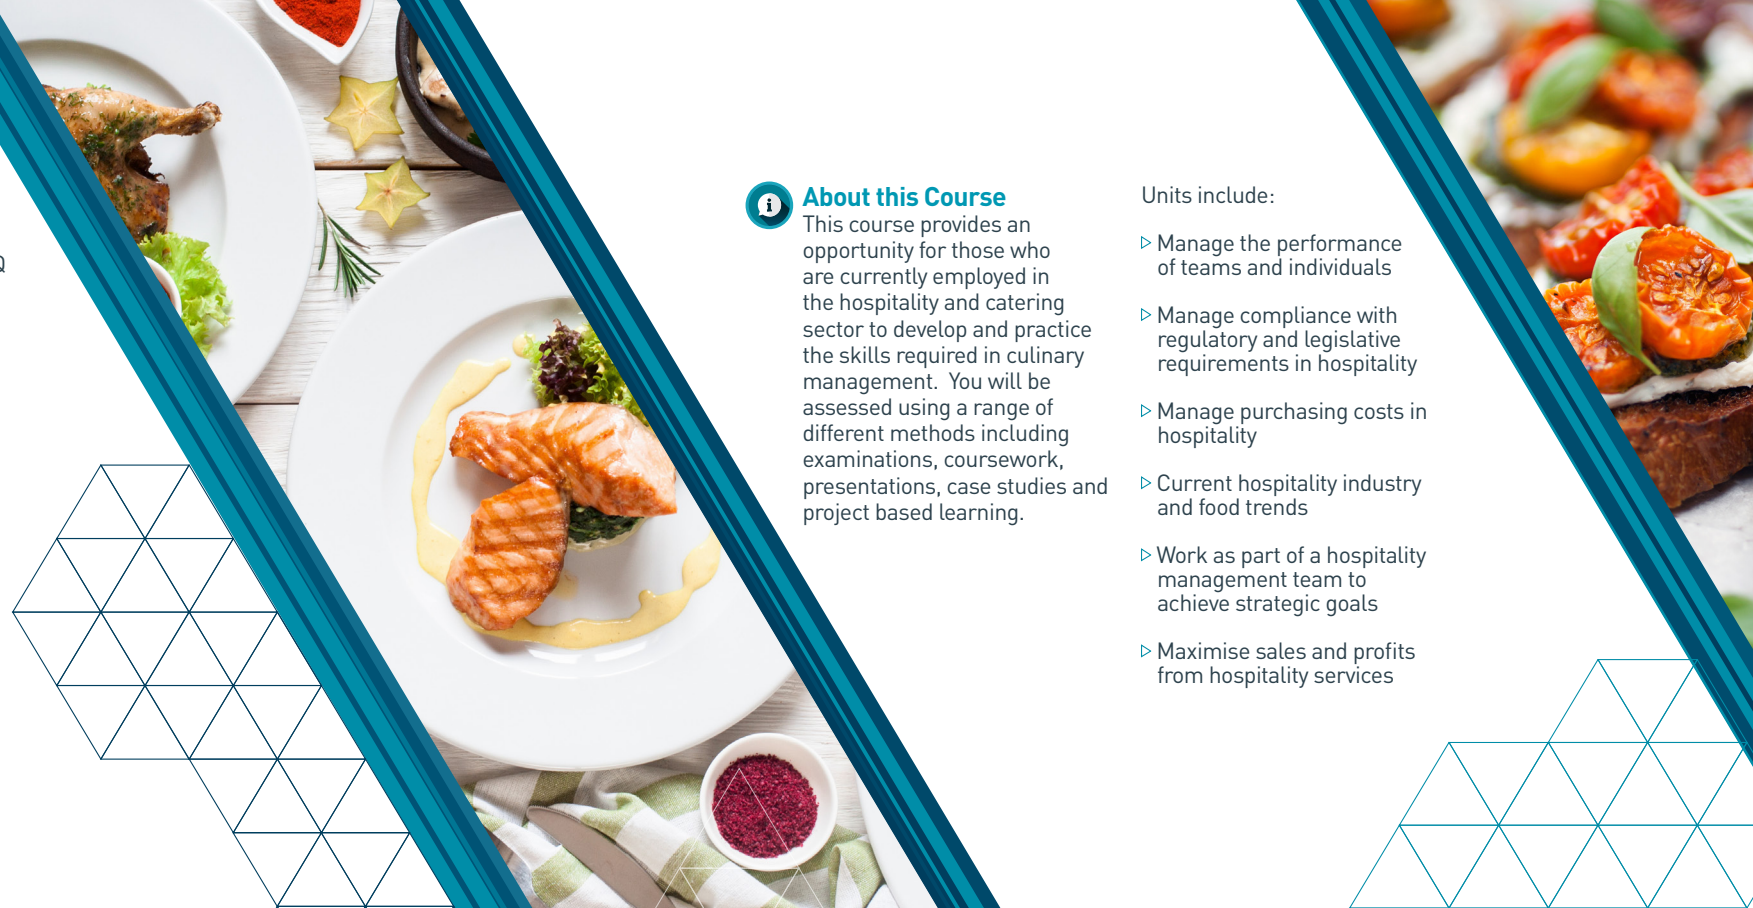 Q
About this Course
This course provides an
opportunity for those who
are currently employed in
the hospitality and catering
sector to develop and practice
the skills required in culinary
management.  You will be
assessed using a range of
different methods including
examinations, coursework,
presentations, case studies and
project based learning.
Units include:
Manage the performance
of teams and individuals
Manage compliance with
regulatory and legislative
requirements in hospitality
Manage purchasing costs in
hospitality
Current hospitality industry
and food trends
Work as part of a hospitality
management team to
achieve strategic goals
Maximise sales and profits
from hospitality services